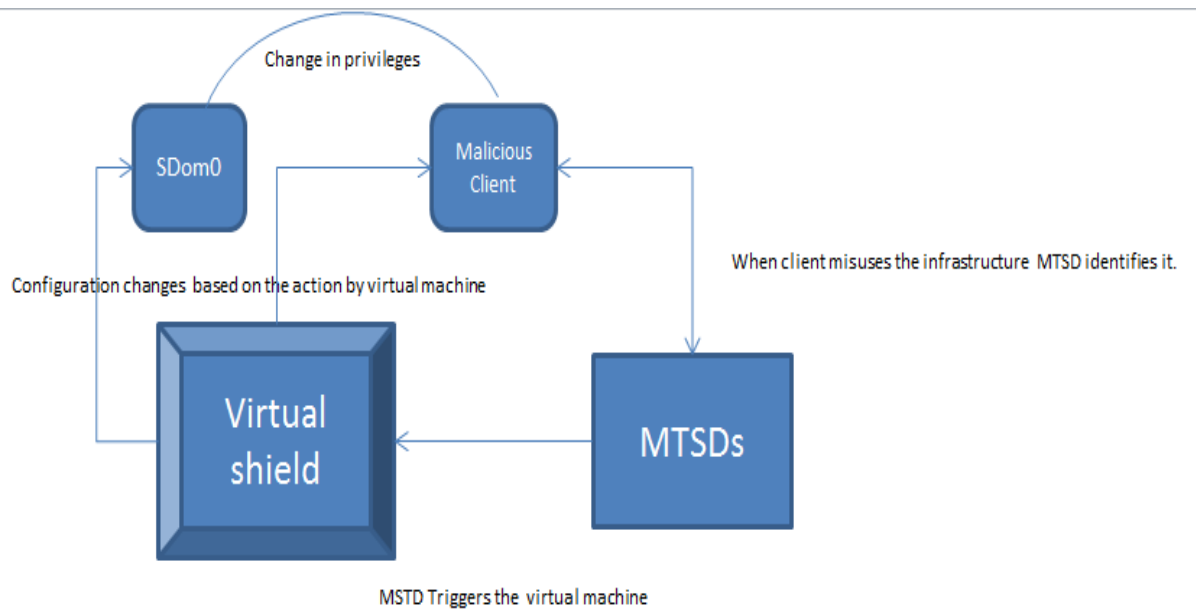 Change in privileges
SDom0
Malicious
Client
When client misuses the infrastructure MTSD identifies it.
Configuration changes based on the action by virtual machine
Virtual
shield
MTSDs
MSTD Triggers the virtual machine